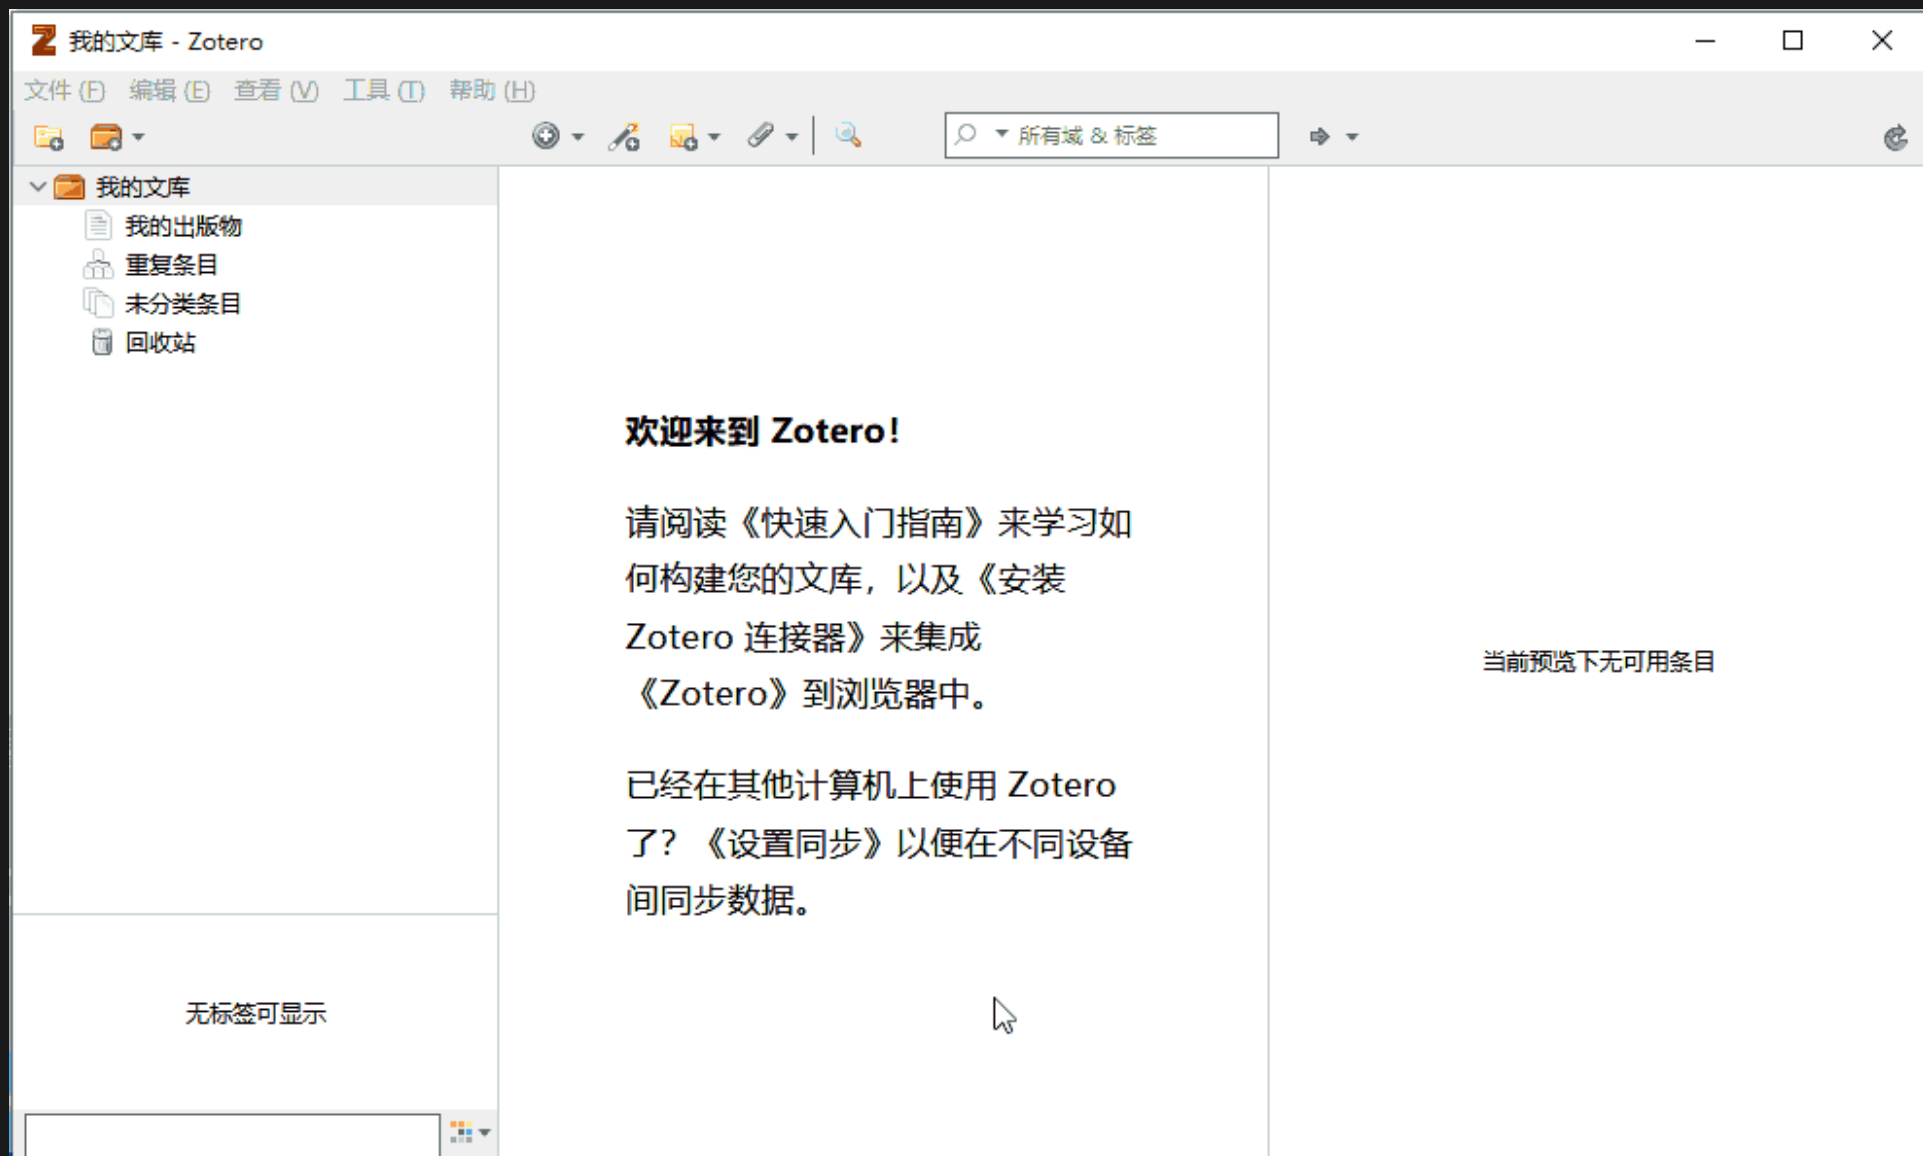 我的文库 - Zotero
文件 (F) 编辑 (E) 查看 (V) 工具 (T) 帮助 (H)
所有域 & 标签
我的文库
我的出版物
重复条目
未分类条目
回收站
欢迎来到 Zotero！
请阅读《快速入门指南》来学习如
何构建您的文库，以及《安装
Zotero 连接器》来集成
《Zotero》到浏览器中。
已经在其他计算机上使用 Zotero
了？《设置同步》以便在不同设备
间同步数据。
当前预览下无可用条目
无标签可显示